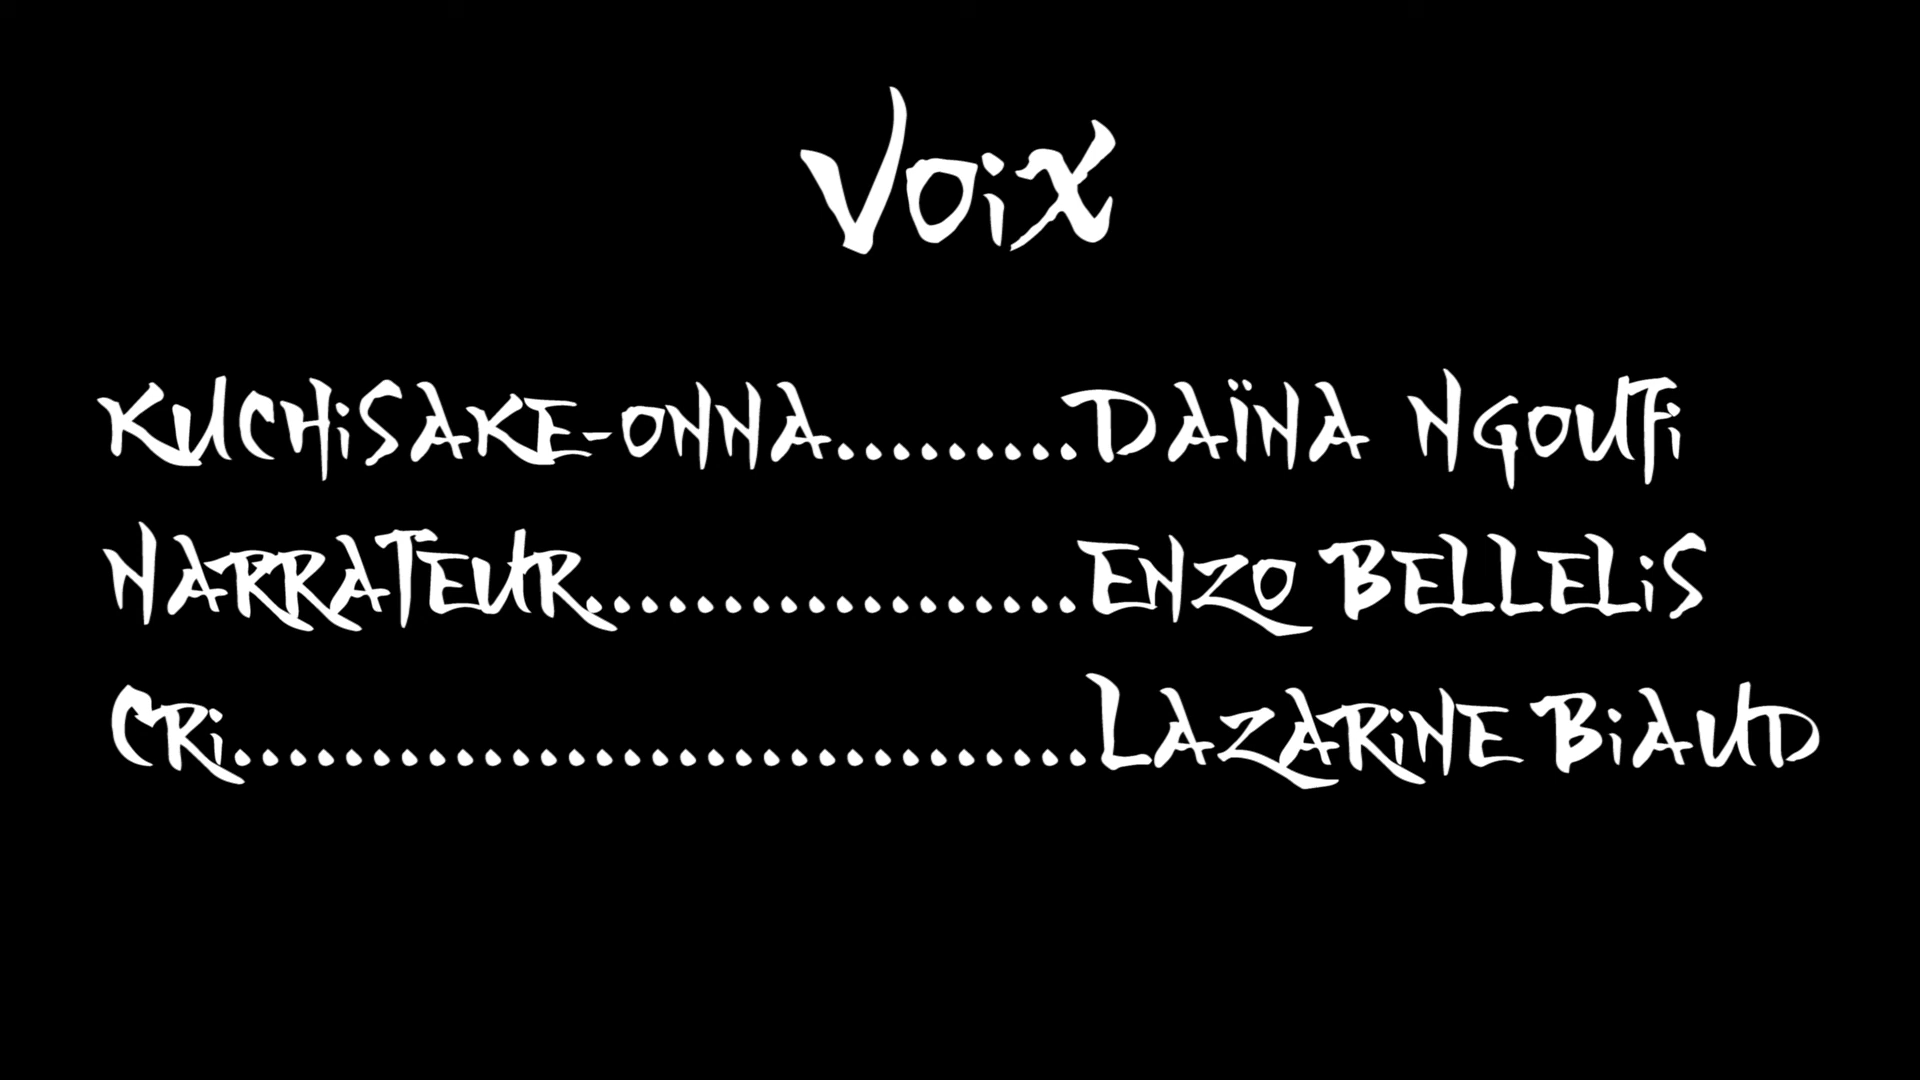 Voix
Kuchisake-onna.........Daïna Ngoufi
Narrateur..................Enzo Bellelis
Cri...............................Lazarine Biaud